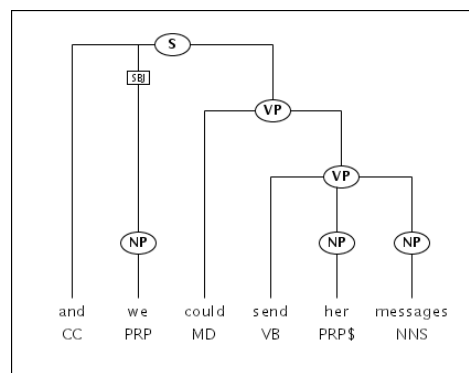 S
SBJ
VP
VP
NP NP NP
and we could send her messages
CC PRP MD VB PRP$ NNS